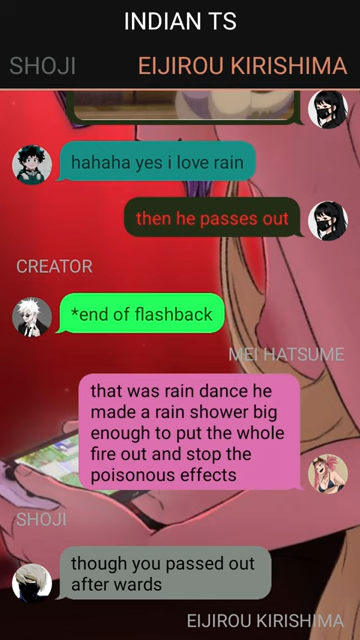 INDIAN TS
SHOJI
EIJIROU KIRISHIMA
hahaha yes i love rain
then he passes out
CREATOR
*end of flashback
MEI HATSUME
that was rain dance he
made a rain shower big
enough to put the whole
fire out and stop the
poisonous effects
SHOJI
though you passed out
after wards
EIJIROU KIRISHIMA